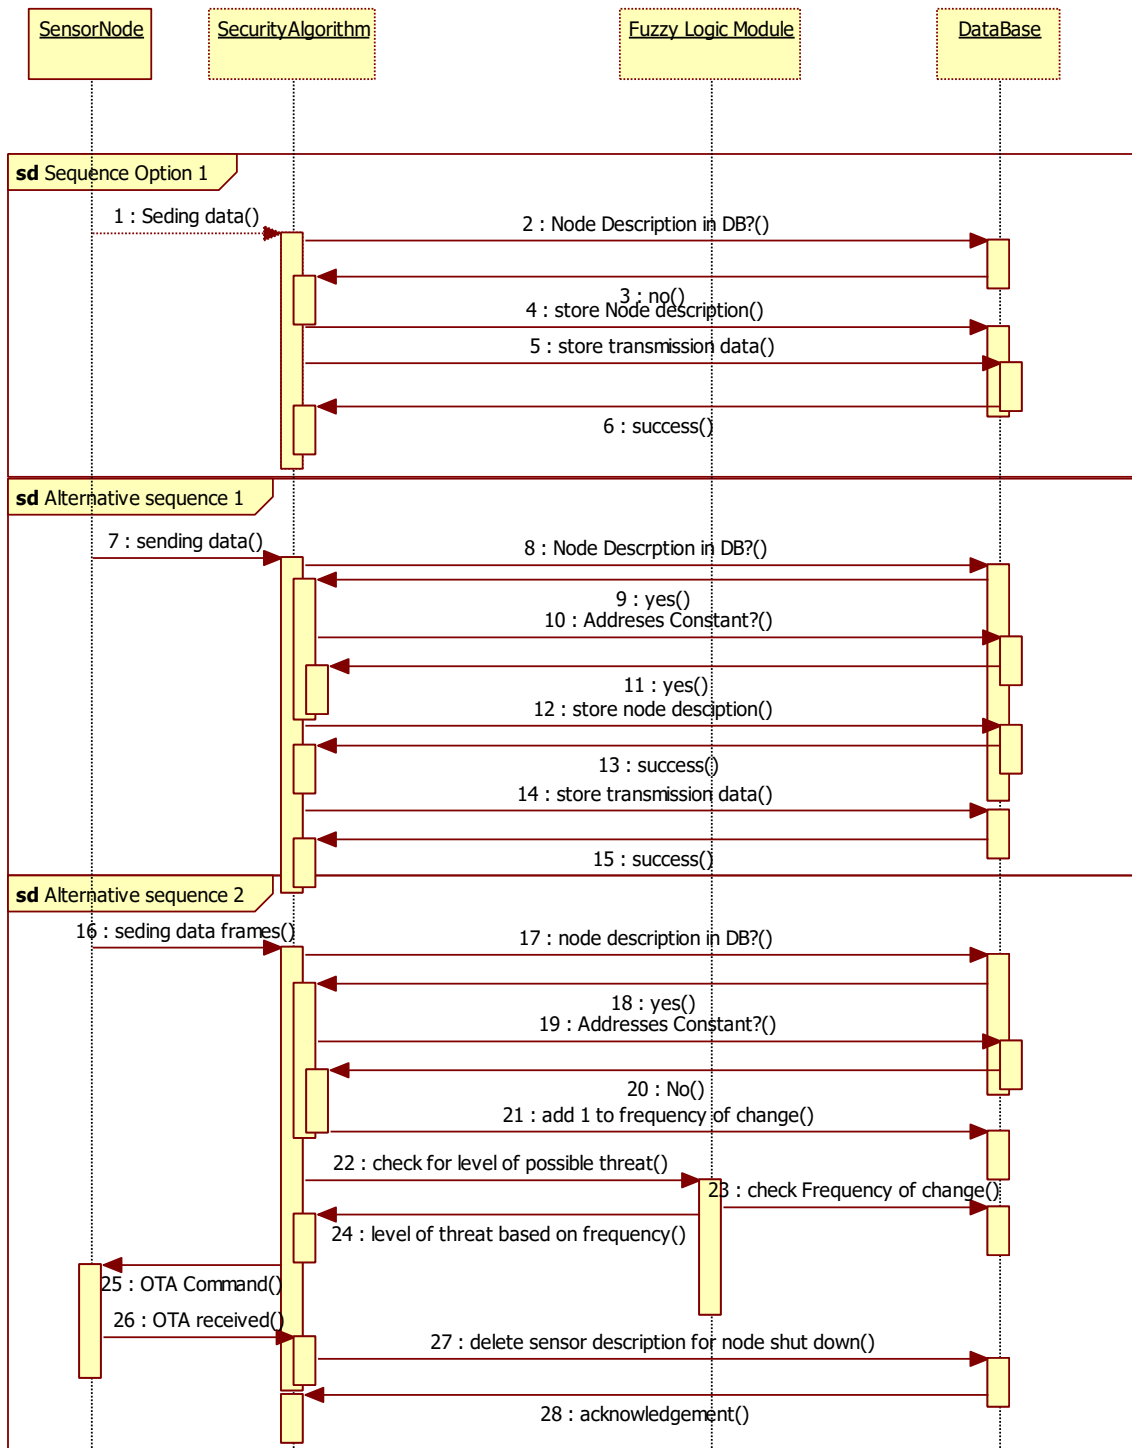 SensorNode
SecurityAlgorithm
Fuzzy Logic Module
DataBase
sd Sequence Option 1
1 : Seding data()
2 : Node Description in DB?()
3 : no()
4 : store Node description()
5 : store transmission data()
6 : success()
sd Alternative sequence 1
7 : sending data()
8 : Node Descrption in DB?()
9 : yes()
10 : Addreses Constant?()
11 : yes()
12 : store node desciption()
13 : success()
14 : store transmission data()
15 : success()
sd Alternative sequence 2
16 : seding data frames()
17 : node description in DB?()
18 : yes()
19 : Addresses Constant?()
20 : No()
21 : add 1 to frequency of change()
22 : check for level of possible threat()
23 : check Frequency of change()
24 : level of threat based on frequency()
25 : OTA Command()
26 : OTA received()
27 : delete sensor description for node shut down()
28 : acknowledgement()